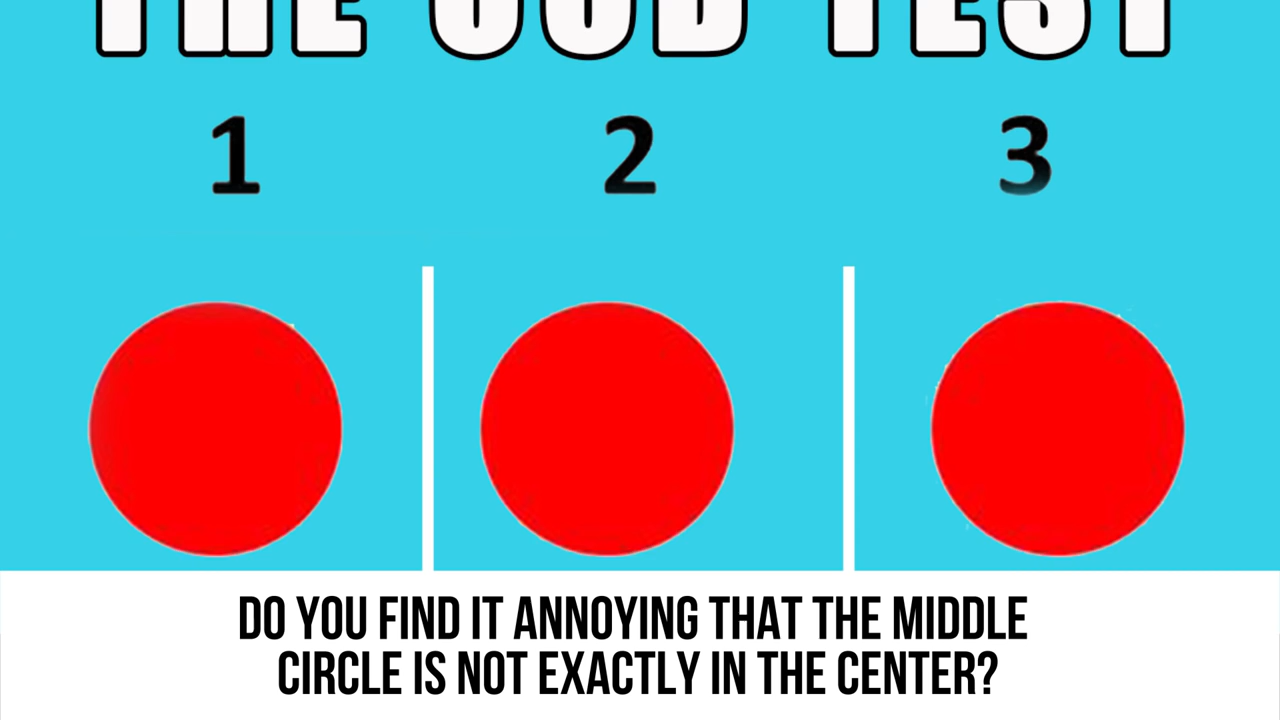 THE OCD TEST
1 2 3
DO YOU FIND IT ANNOYING THAT THE MIDDLE
CIRCLE IS NOT EXACTLY IN THE CENTER?